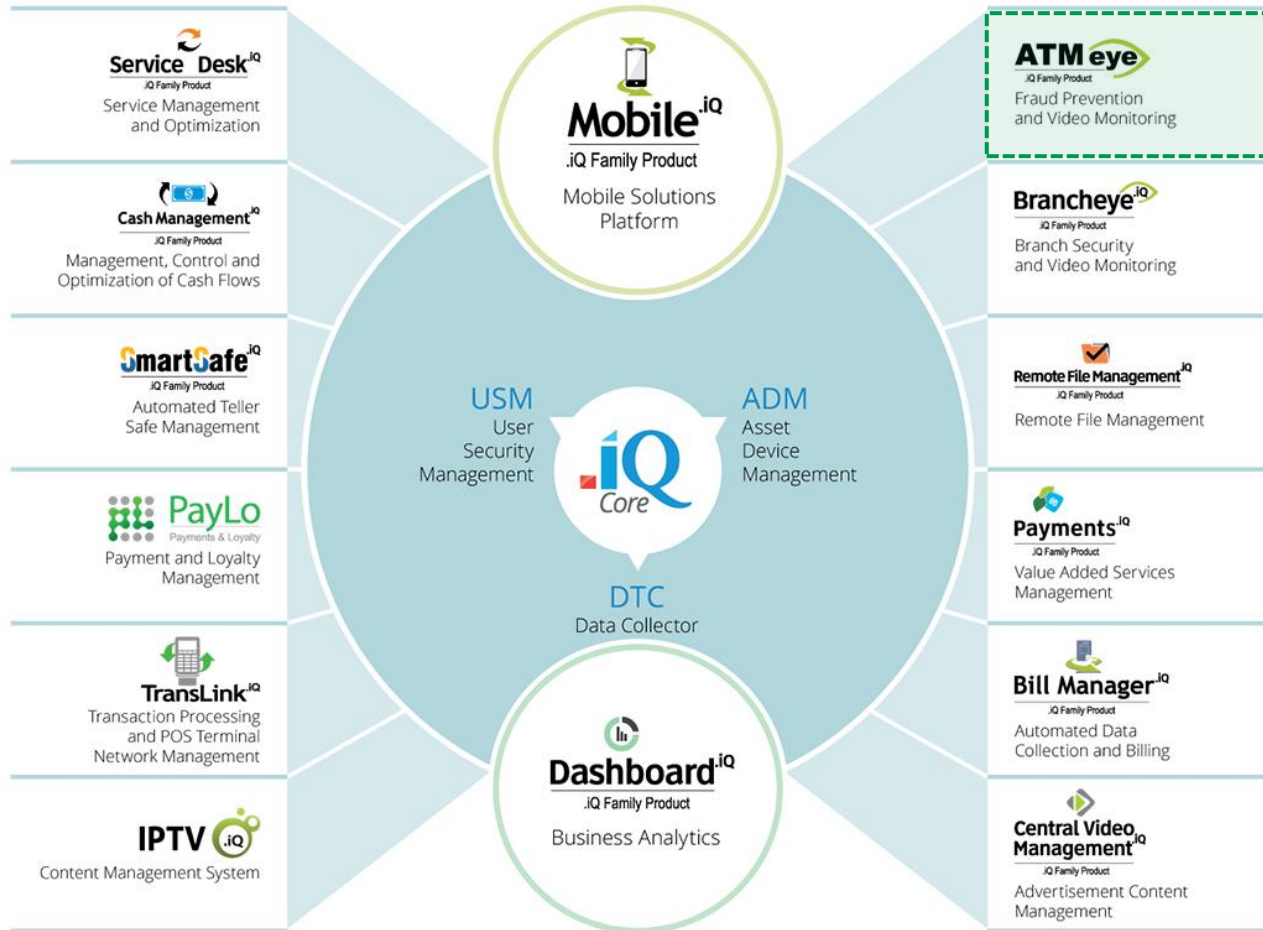 Service Desk.iQ
.iQ Family Product
Service Management
and Optimization
Cash Management.iQ
.iQ Family Product
Management, Control and
Optimization of Cash Flows
SmartSafe.iQ
.iQ Family Product
Automated Teller
Safe Management
PayLo
Payments & Loyalty
Payment and Loyalty
Management
TransLink.iQ
Transaction Processing
and POS Terminal
Network Management
IPTV .iQ
Content Management System
Mobile.iQ
.iQ Family Product
Mobile Solutions
Platform
USM
User
Security
Management
.iQ
Core
ADM
Asset
Device
Management
DTC
Data Collector
Dashboard.iQ
.iQ Family Product
Business Analytics
ATM eye
.iQ Family Product
Fraud Prevention
and Video Monitoring
Brancheye.iQ
.iQ Family Product
Branch Security
and Video Monitoring
Remote File Management.iQ
.iQ Family Product
Remote File Management
Payments.iQ
.iQ Family Product
Value Added Services
Management
Bill Manager.iQ
.iQ Family Product
Automated Data
Collection and Billing
Central Video
Management.iQ
.iQ Family Product
Advertisement Content
Management